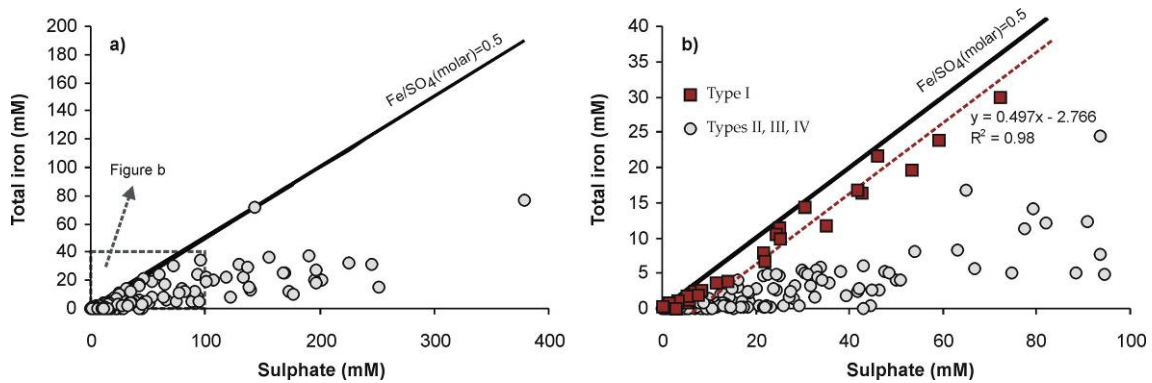 a)
Total iron (mM)
200
180
160
140
120
100
80
60
40
20
0
Fe/SO4(molar)=0.5
Figure b
0
100
200
300
400
Sulphate (mM)
b)
Total iron (mM)
40
35
30
25
20
15
10
5
0
Fe/SO4(molar)=0.5
Type I
Types II, III, IV
y = 0.497x - 2.766
R² = 0.98
0
20
40
60
80
100
Sulphate (mM)